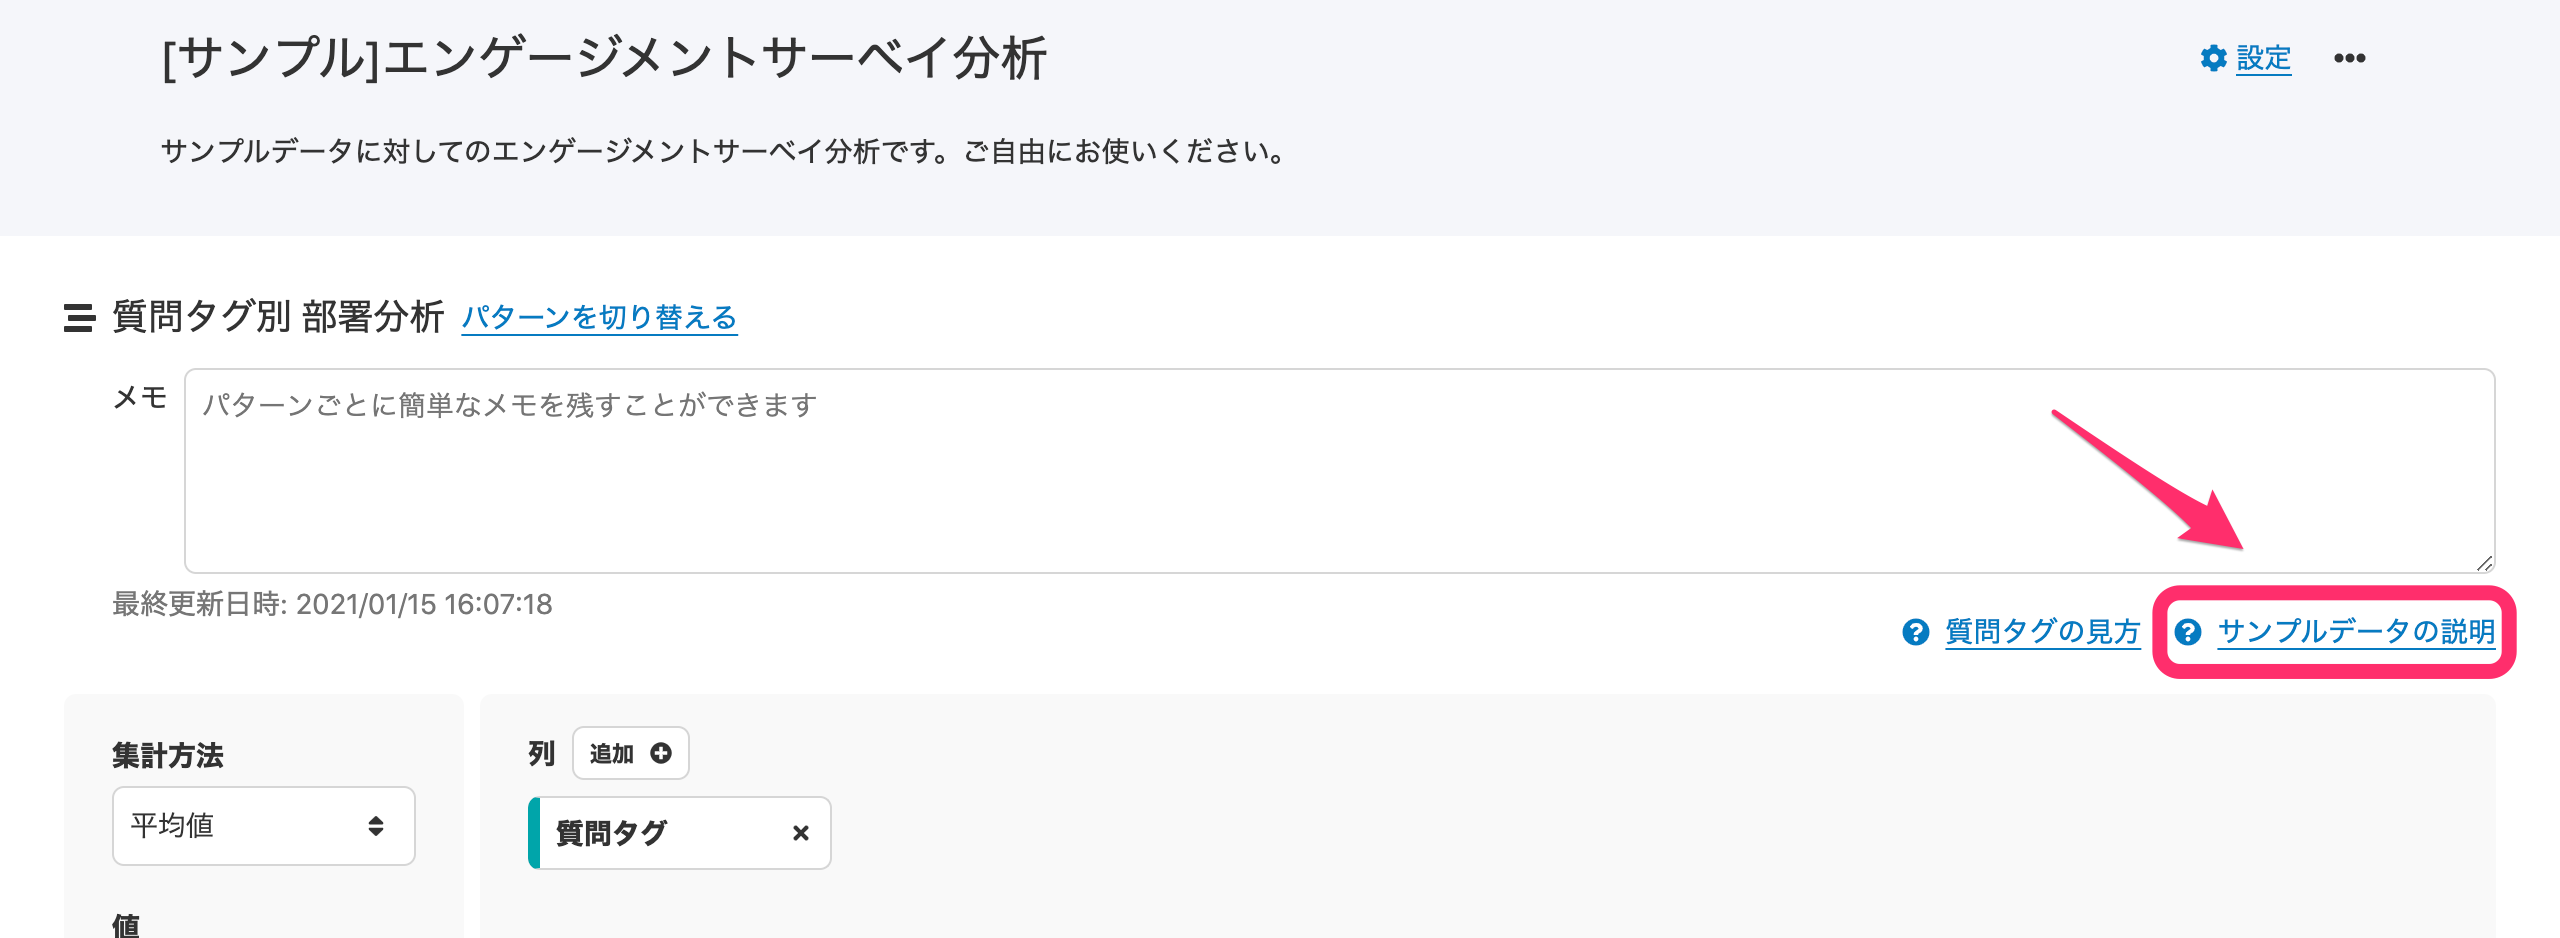 [サンプル]エンゲージメントサーベイ分析
設定
サンプルデータに対してのエンゲージメントサーベイ分析です。ご自由にお使いください。
質問タグ別 部署分析 パターンを切り替える
メモ
パターンごとに簡単なメモを残すことができます
最終更新日時: 2021/01/15 16:07:18
質問タグの見方
サンプルデータの説明
集計方法
平均値
値
列
追加
質問タグ